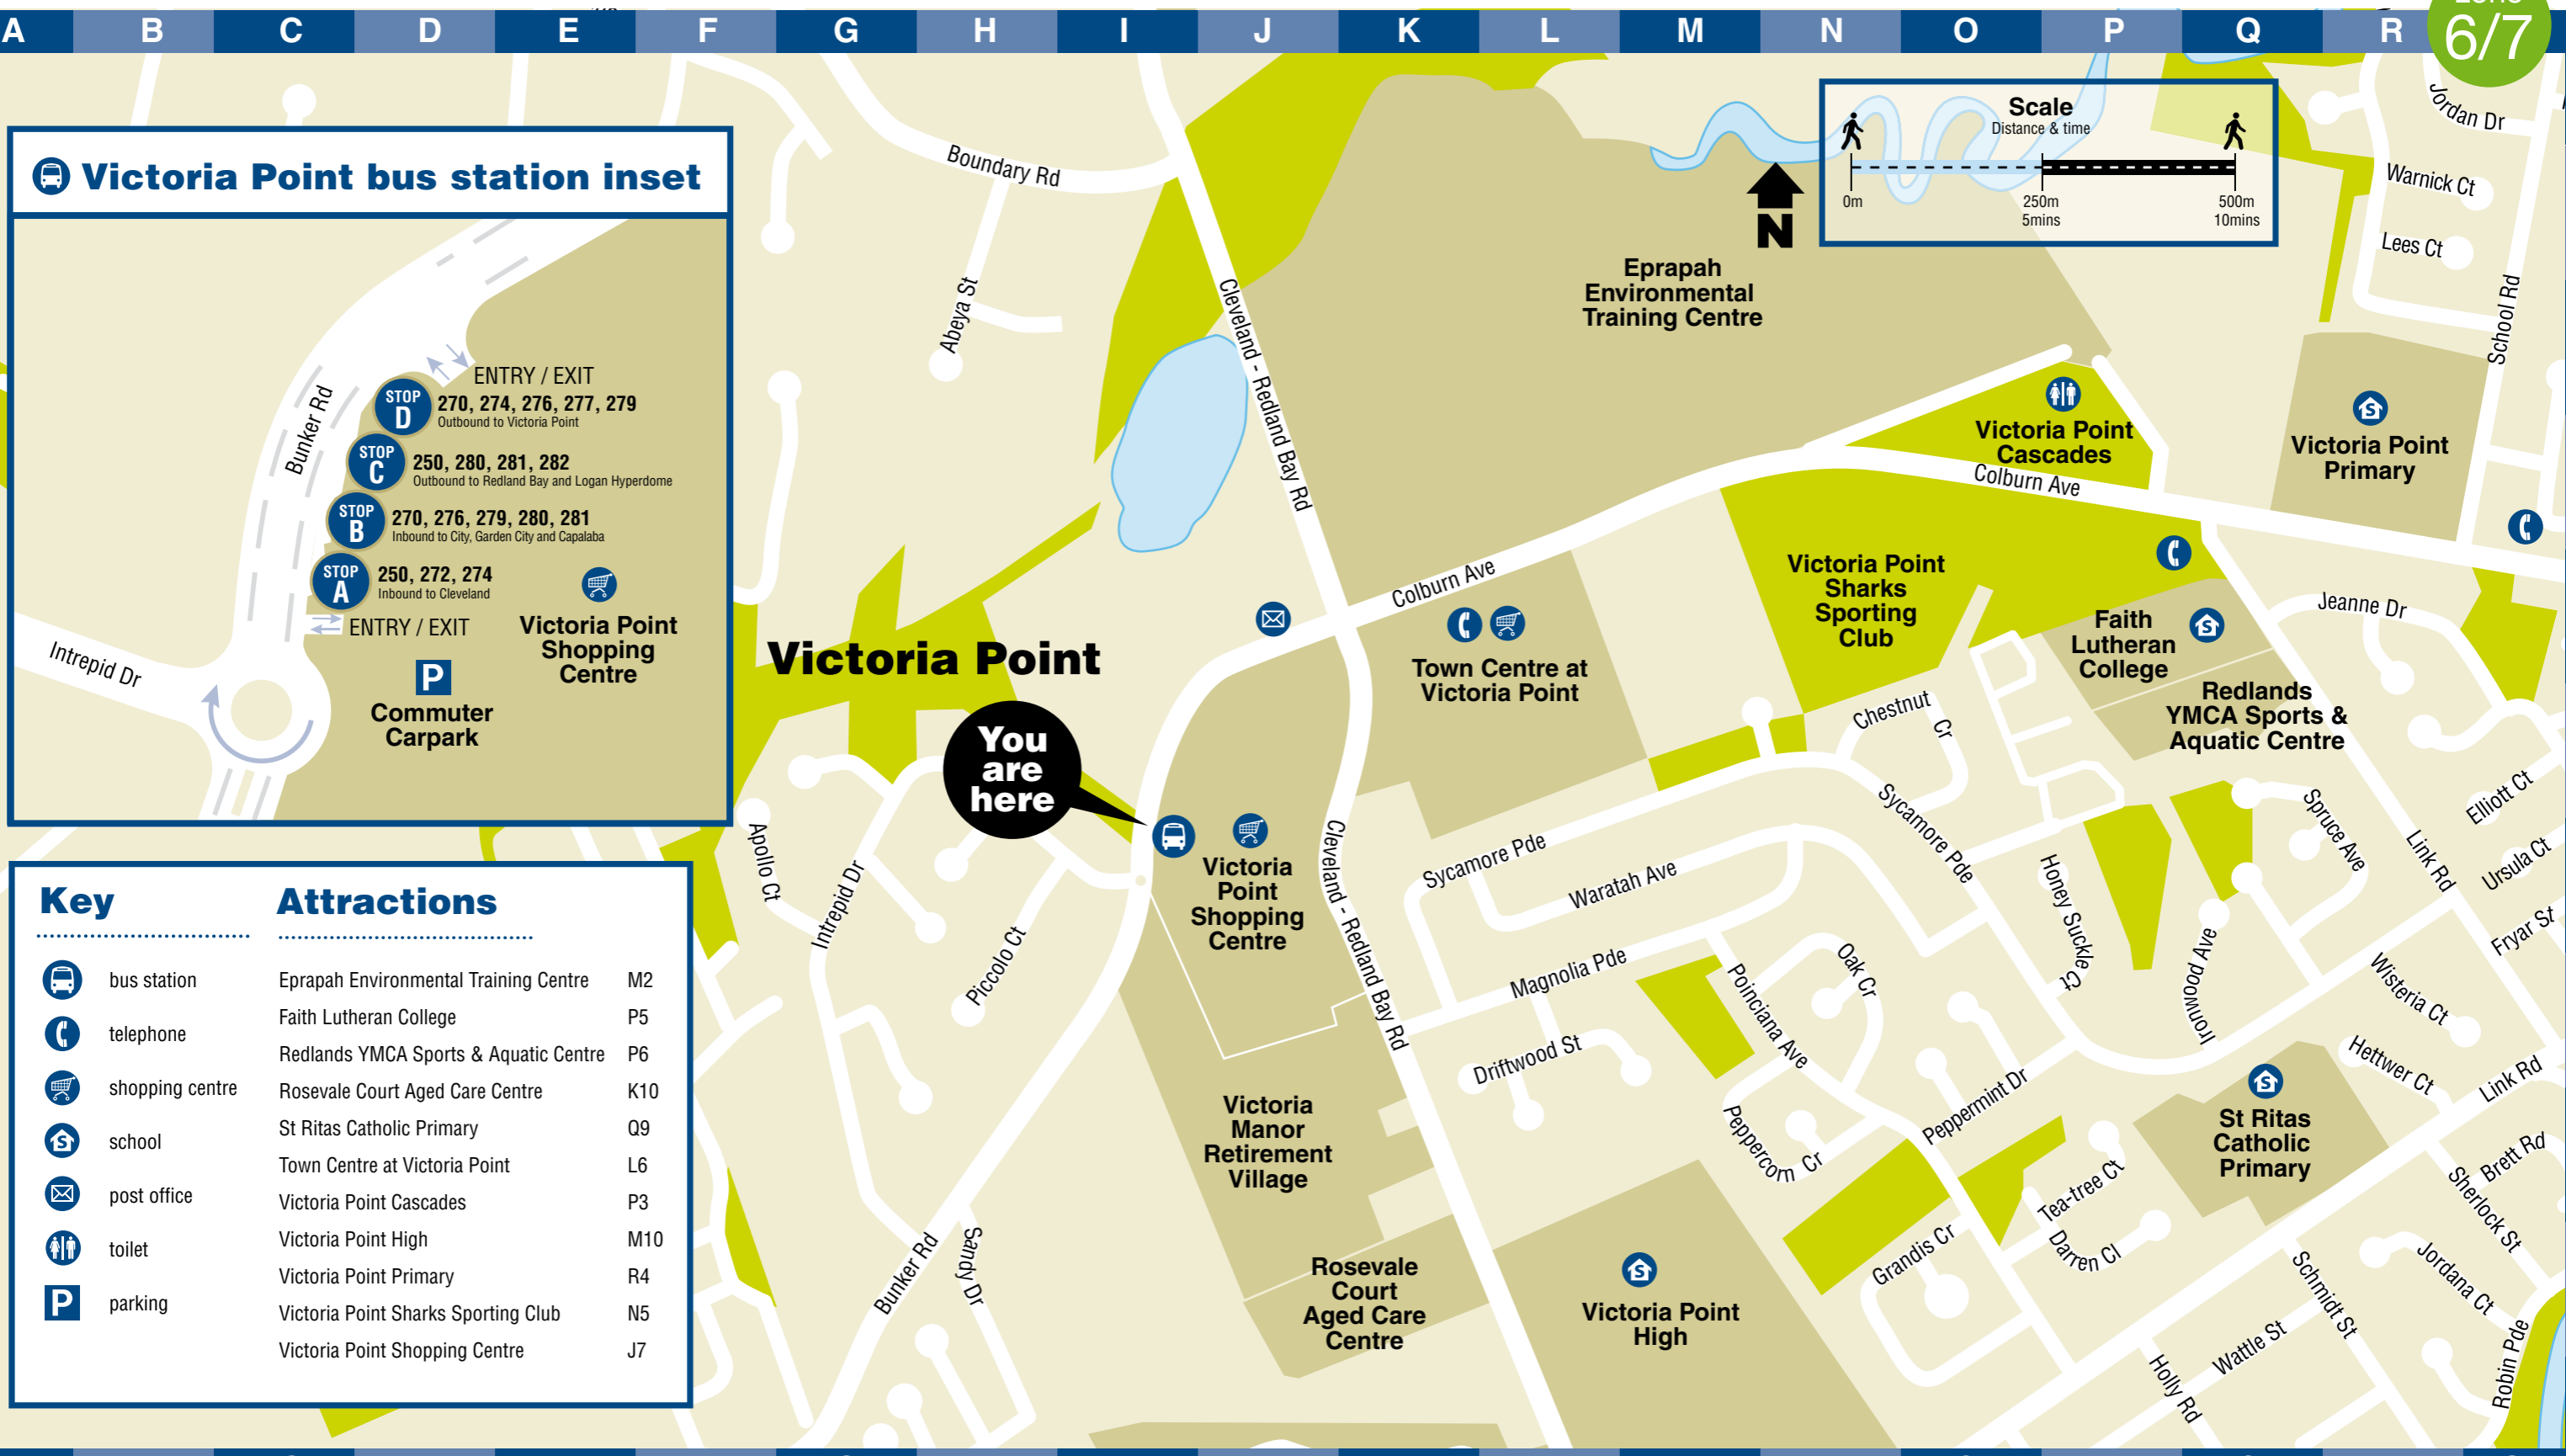 A B C D E F G H I J K L M N O P Q R
6/7
Victoria Point bus station inset
Bunker Rd
Intrepid Dr
ENTRY / EXIT
STOP D
270, 274, 276, 277, 279
Outbound to Victoria Point
STOP C
250, 280, 281, 282
Outbound to Redland Bay and Logan Hyperdome
STOP B
270, 276, 279, 280, 281
Inbound to City, Garden City and Capalaba
STOP A
250, 272, 274
Inbound to Cleveland
ENTRY / EXIT
P
Commuter
Carpark
Victoria Point
Shopping
Centre
Key
bus station
telephone
shopping centre
S
school
post office
toilet
P
parking
Attractions
Eprapah Environmental Training Centre M2
Faith Lutheran College P5
Redlands YMCA Sports & Aquatic Centre P6
Rosevale Court Aged Care Centre K10
St Ritas Catholic Primary Q9
Town Centre at Victoria Point L6
Victoria Point Cascades P3
Victoria Point High M10
Victoria Point Primary R4
Victoria Point Sharks Sporting Club N5
Victoria Point Shopping Centre J7
Scale
Distance & time
0m
250m
5mins
500m
10mins
N
Boundary Rd
Abeya St
Cleveland - Redland Bay Rd
Eprapah
Environmental
Training Centre
Jordan Dr
Warnick Ct
Lees Ct
School Rd
Victoria Point
Cascades
Colburn Ave
S
Victoria Point
Primary
Colburn Ave
Victoria Point
Sharks
Sporting
Club
Town Centre at
Victoria Point
S
Faith
Lutheran
College
Redlands
YMCA Sports &
Aquatic Centre
Jeanne Dr
Victoria Point
You
are
here
Victoria
Point
Shopping
Centre
Apollo Ct
Intrepid Dr
Piccolo Ct
Cleveland - Redland Bay Rd
Chestnut Cr
Sycamore Pde
Sycamore Pde
Waratah Ave
Magnolia Pde
Driftwood St
Poinciana Ave
Oak Cr
Peppercorn Cr
Peppermint Dr
Honey Suckle Ct
Ironwood Ave
Spruce Ave
Link Rd
Elliott Ct
Ursula Ct
Fryar St
Wisteria Ct
Hettwer Ct
Link Rd
Brett Rd
Sherlock St
S
St Ritas
Catholic
Primary
Tea-tree Ct
Darren Cl
Grandis Cr
Schmidt St
Jordana Ct
Robin Pde
Wattle St
Holly Rd
Victoria
Manor
Retirement
Village
Rosevale
Court
Aged Care
Centre
S
Victoria Point
High
Bunker Rd
Sandy Dr